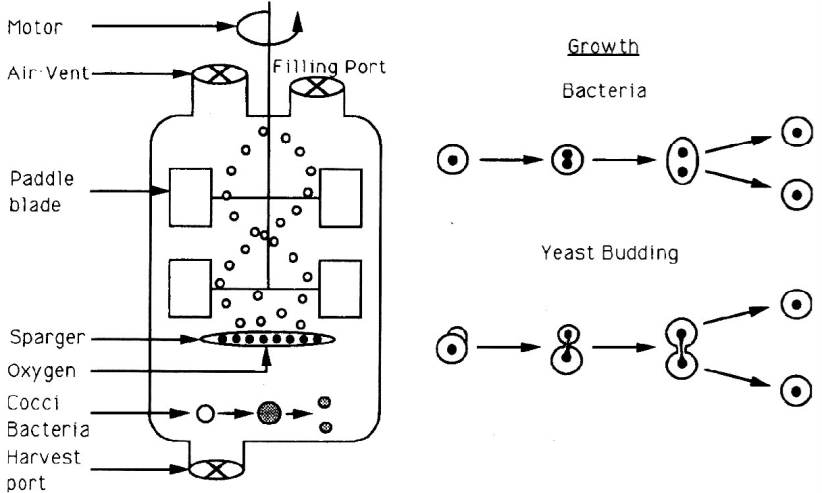 Motor
Air Vent
Filling Port
Paddle
blade
Sparger
Oxygen
Cocci
Bacteria
Harvest
port
Growth
Bacteria
Yeast Budding